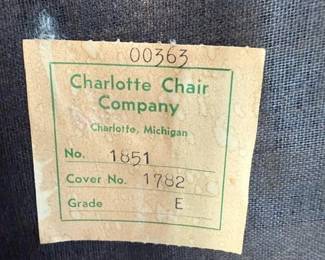 00363
Charlotte Chair
Company
Charlotte, Michigan
No. 1851
Cover No. 1782
Grade E